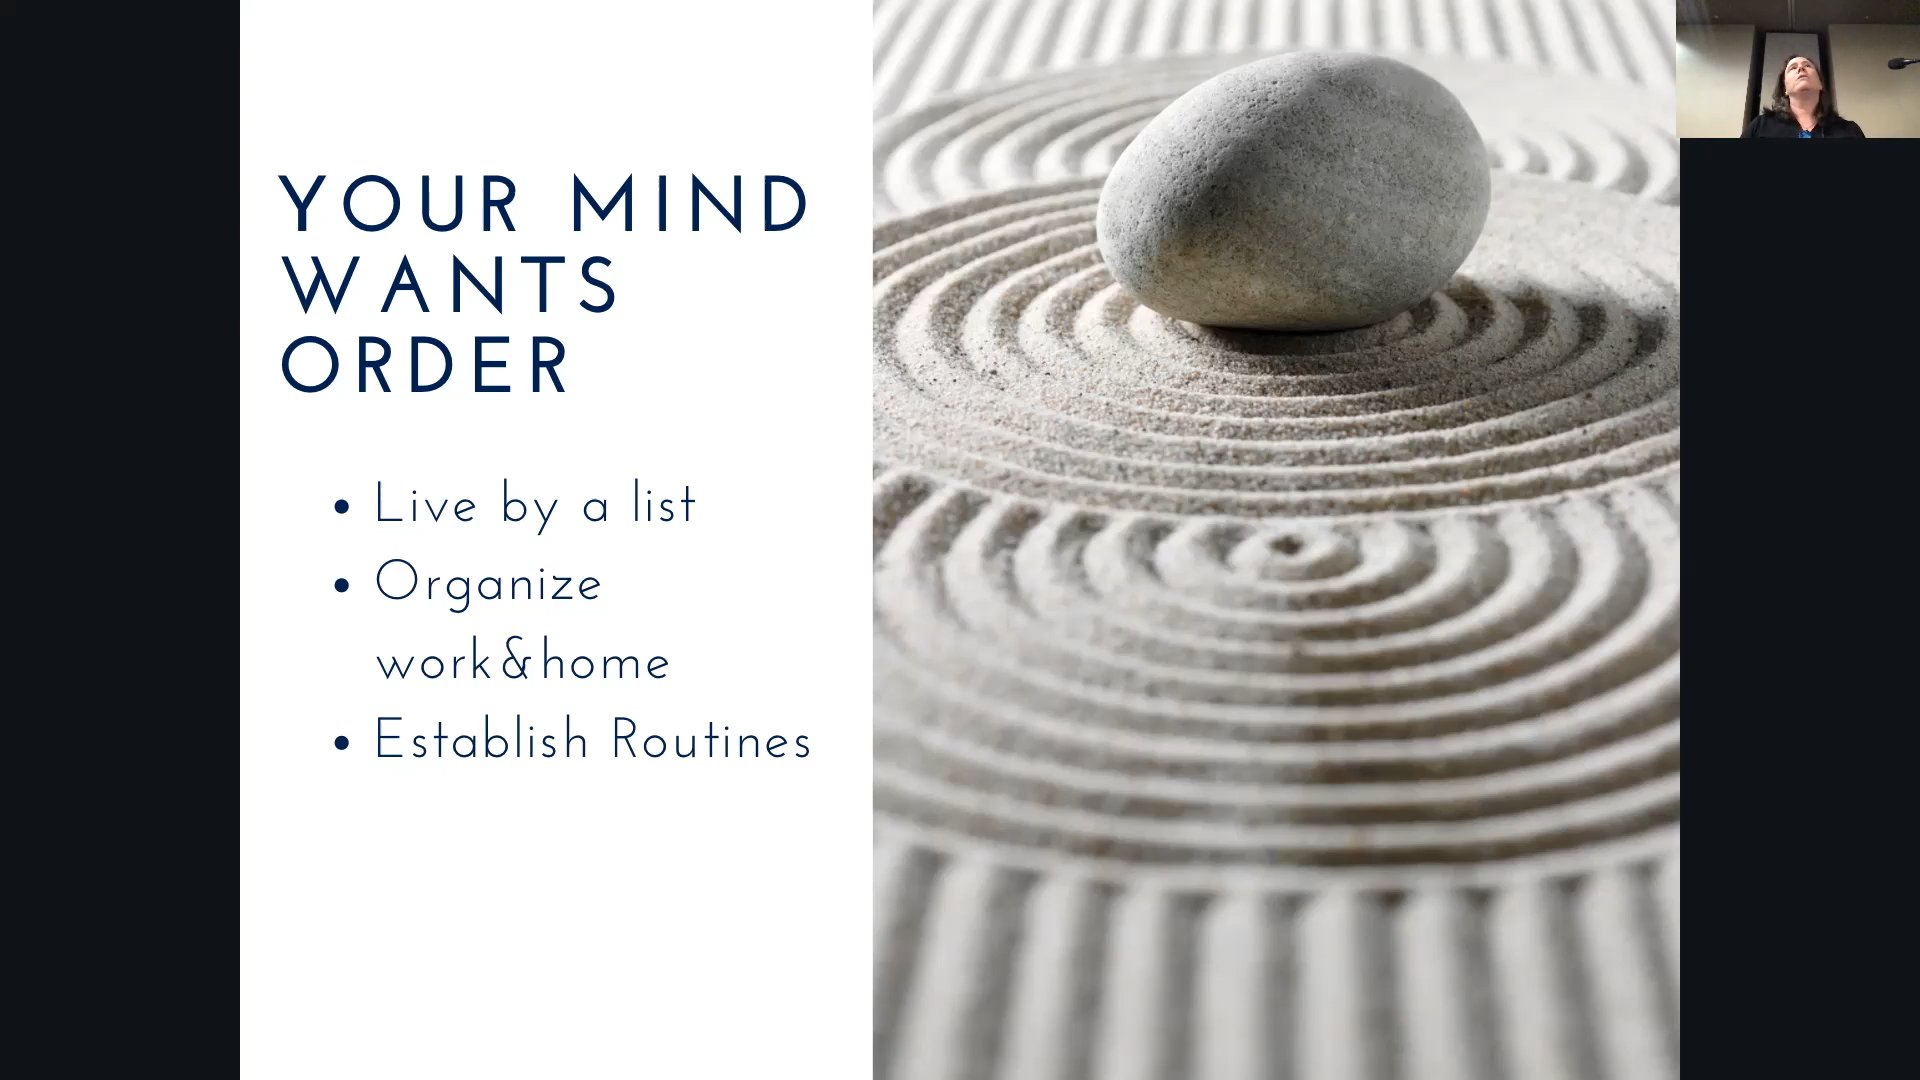 YOUR MIND
WANTS
ORDER
• Live by a list
• Organize
work&home
• Establish Routines